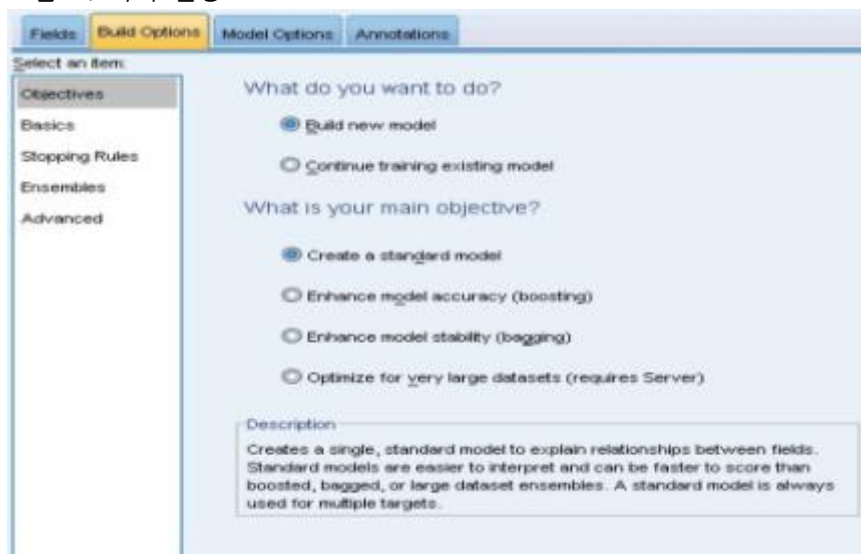 Fields Build Options Model Options Annotations
Select an item:
Objectives
Basics
Stopping Rules
Ensembles
Advanced
What do you want to do?
Build new model
Continue training existing model
What is your main objective?
Create a standard model
Enhance model accuracy (boosting)
Enhance model stability (bagging)
Optimize for very large datasets (requires Server)
Description
Creates a single, standard model to explain relationships between fields.
Standard models are easier to interpret and can be faster to score than
boosted, bagged, or large dataset ensembles. A standard model is always
used for multiple targets.